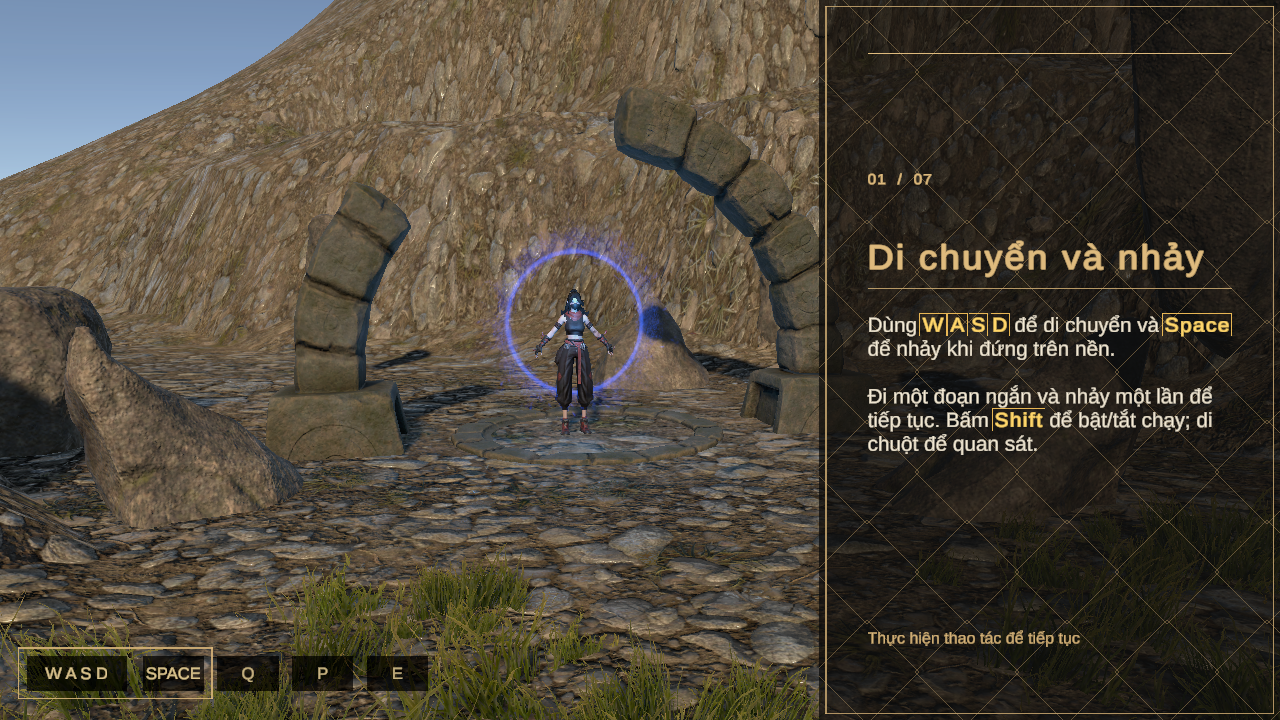 01 / 07
Di chuyển và nhảy
Dùng W A S D để di chuyển và Space
để nhảy khi đứng trên nền.
Đi một đoạn ngắn và nhảy một lần để
tiếp tục. Bấm Shift để bật/tắt chạy; di
chuột để quan sát.
Thực hiện thao tác để tiếp tục
WASD SPACE Q P E